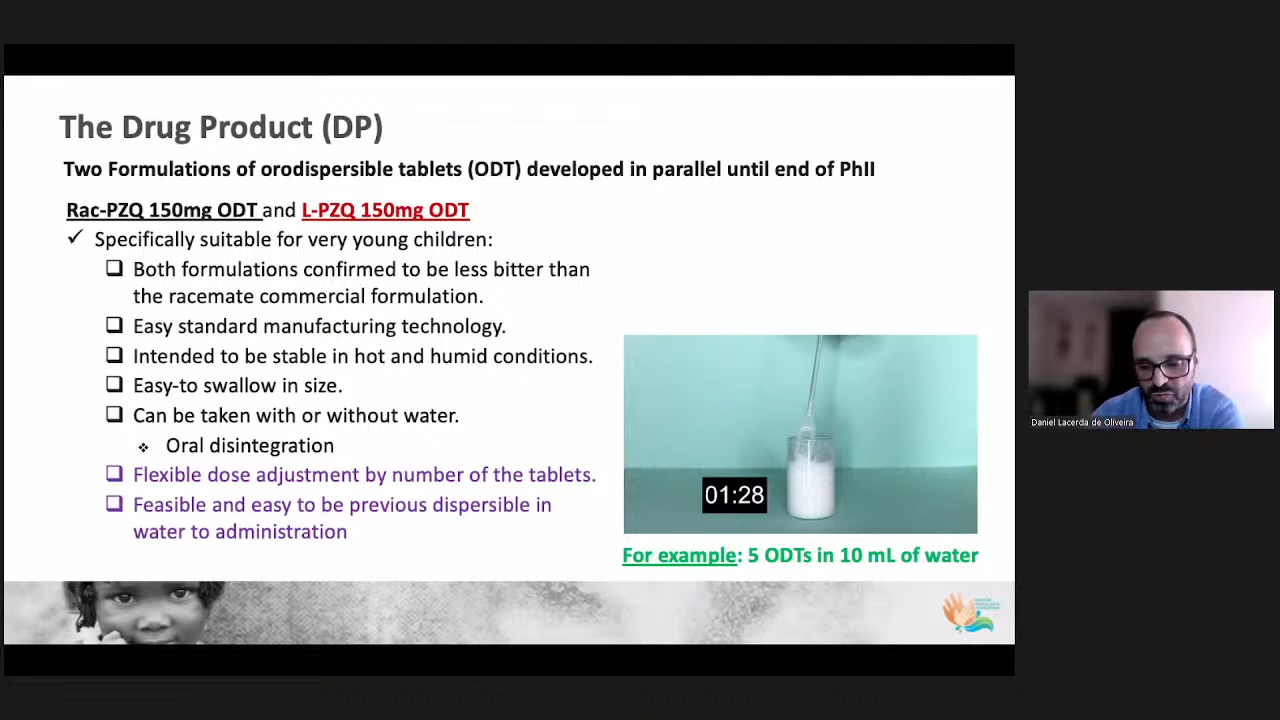 The Drug Product (DP)
Two Formulations of orodispersible tablets (ODT) developed in parallel until end of PhII
Rac-PZQ 150mg ODT and L-PZQ 150mg ODT
✓ Specifically suitable for very young children:
❑ Both formulations confirmed to be less bitter than
the racemate commercial formulation.
❑ Easy standard manufacturing technology.
❑ Intended to be stable in hot and humid conditions.
❑ Easy-to swallow in size.
❑ Can be taken with or without water.
❖ Oral disintegration
❑ Flexible dose adjustment by number of the tablets.
❑ Feasible and easy to be previous dispersible in
water to administration
01:28
For example: 5 ODTs in 10 mL of water
Daniel Lacerda de Oliveira